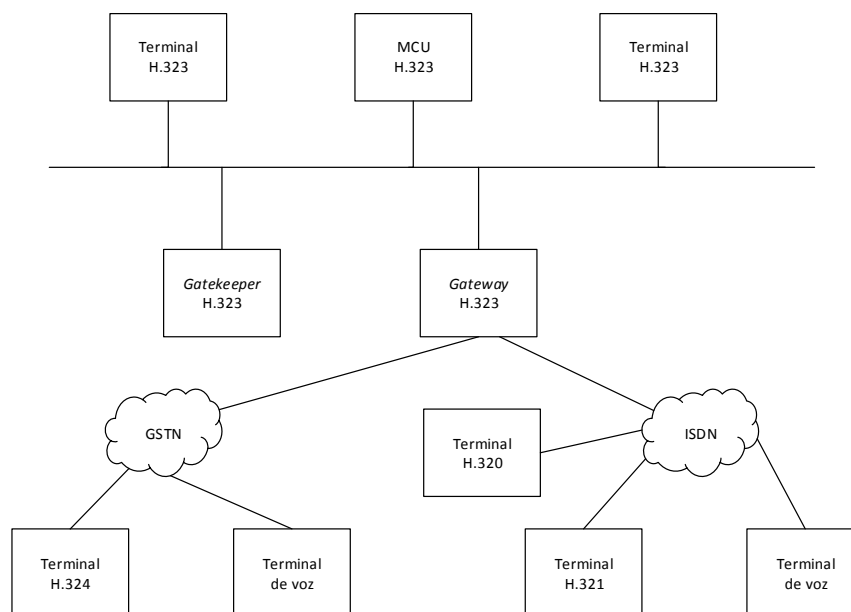 Terminal
H.323
MCU
H.323
Terminal
H.323
Gatekeeper
H.323
Gateway
H.323
GSTN
Terminal
H.320
ISDN
Terminal
H.324
Terminal
de voz
Terminal
H.321
Terminal
de voz